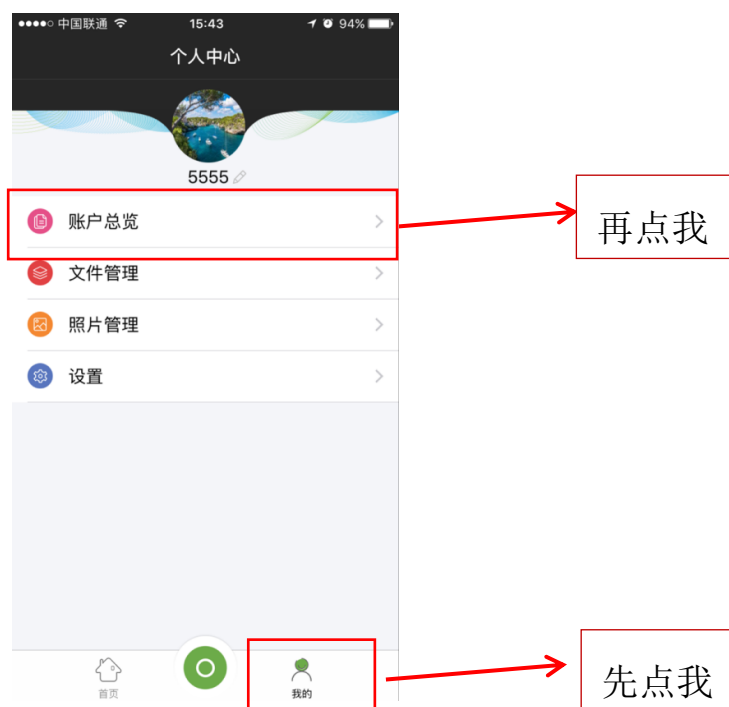 中国联通 15:43 94%
个人中心
5555
账户总览
再点我
文件管理
照片管理
设置
首页
我的
先点我